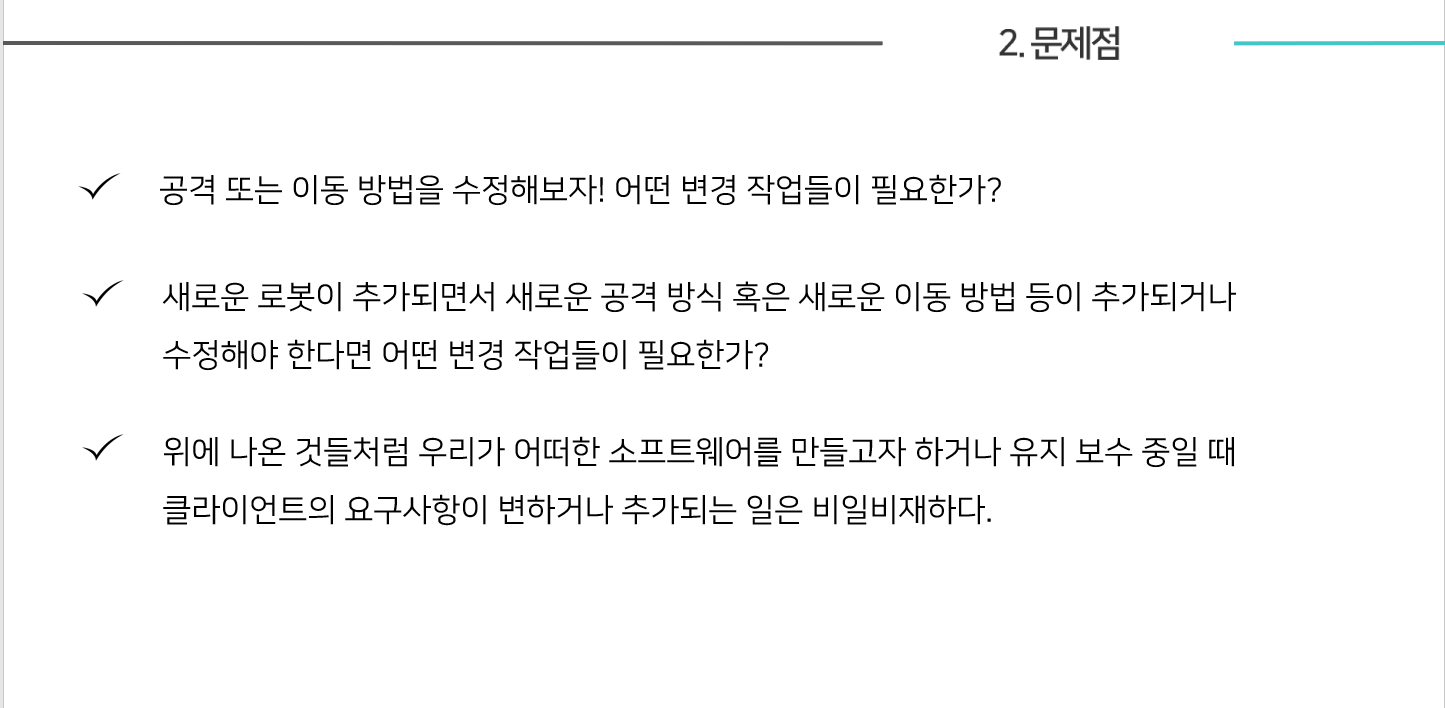 2. 문제점
공격 또는 이동 방법을 수정해보자! 어떤 변경 작업들이 필요한가?
새로운 로봇이 추가되면서 새로운 공격 방식 혹은 새로운 이동 방법 등이 추가되거나
수정해야 한다면 어떤 변경 작업들이 필요한가?
위에 나온 것들처럼 우리가 어떠한 소프트웨어를 만들고자 하거나 유지 보수 중일 때
클라이언트의 요구사항이 변하거나 추가되는 일은 비일비재하다.